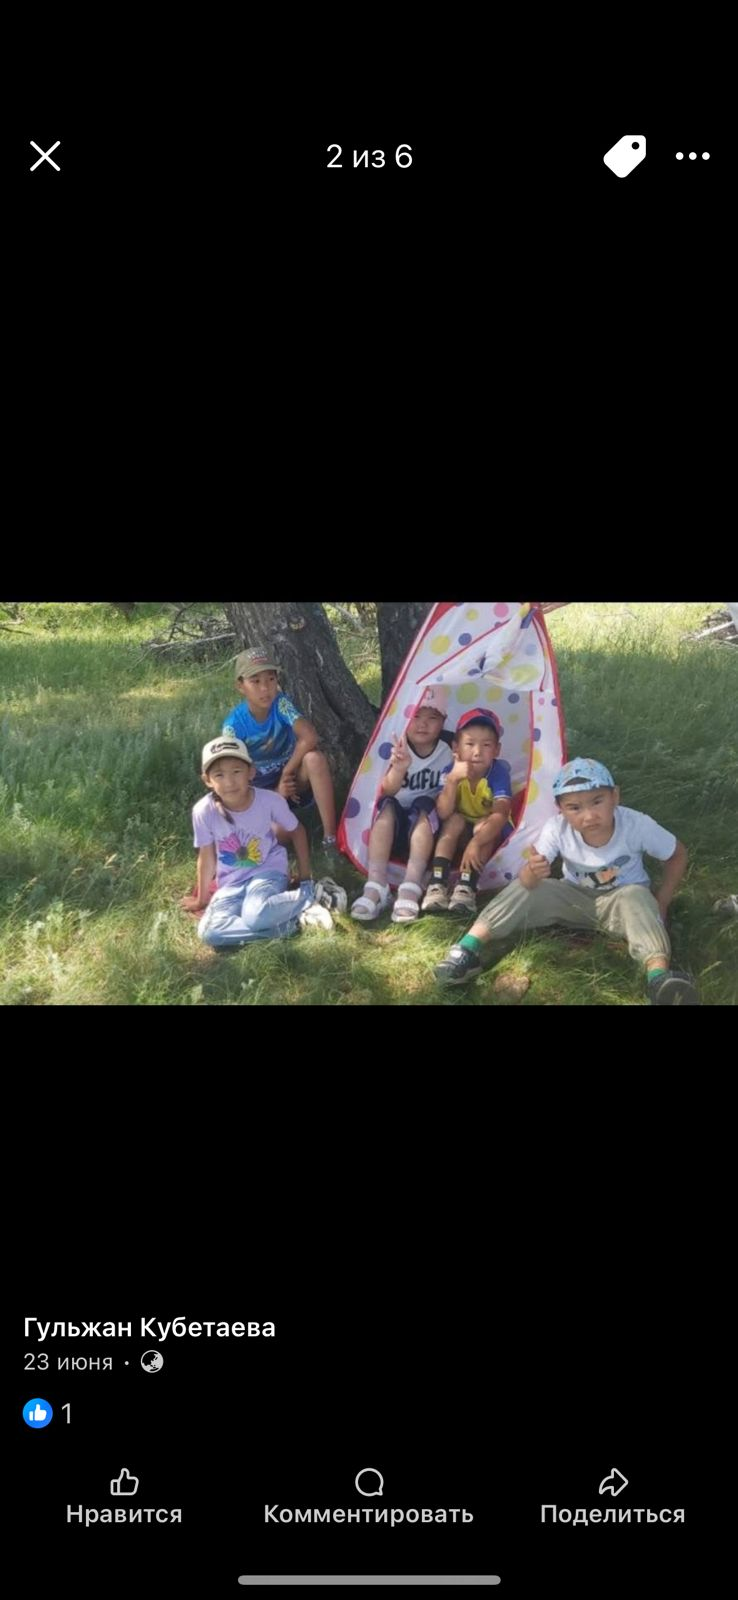 2 из 6
BUFU
Гульжан Кубетаева
23 июня ·
1
Нравится
Комментировать
Поделиться